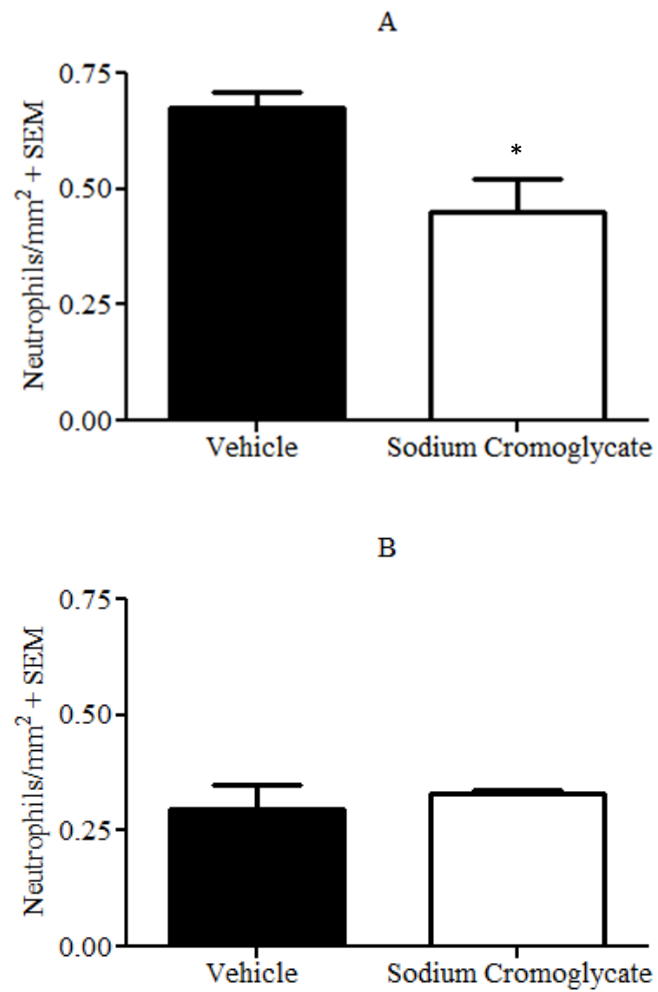 A
Neutrophils/mm² + SEM
0.75
0.50
0.25
0.00
*
Vehicle
Sodium Cromoglycate
B
Neutrophils/mm² + SEM
0.75
0.50
0.25
0.00
Vehicle
Sodium Cromoglycate